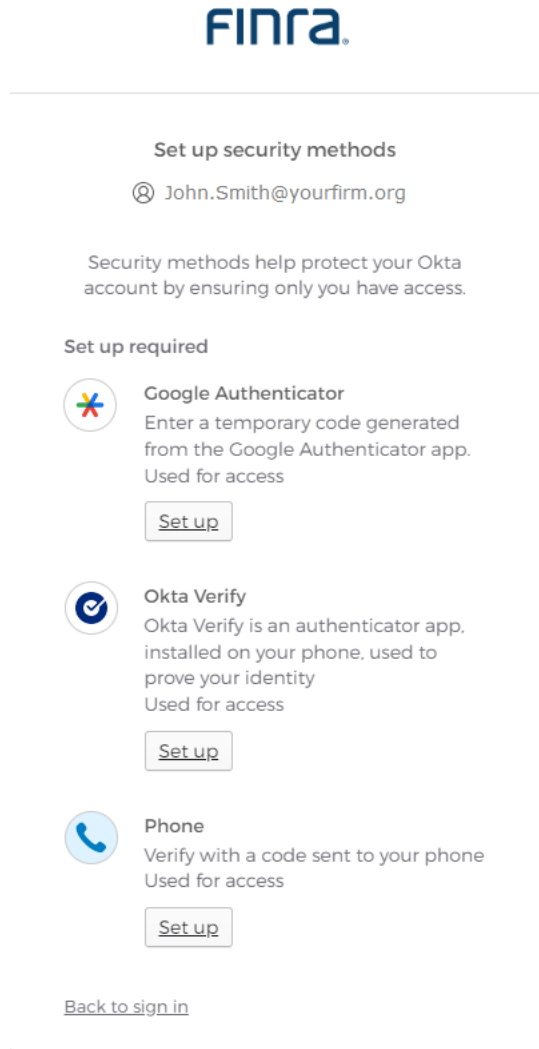 FINRA.
Set up security methods
John.Smith@yourfirm.org
Security methods help protect your Okta
account by ensuring only you have access.
Set up required
Google Authenticator
Enter a temporary code generated
from the Google Authenticator app.
Used for access
Set up
Okta Verify
Okta Verify is an authenticator app,
installed on your phone, used to
prove your identity
Used for access
Set up
Phone
Verify with a code sent to your phone
Used for access
Set up
Back to sign in